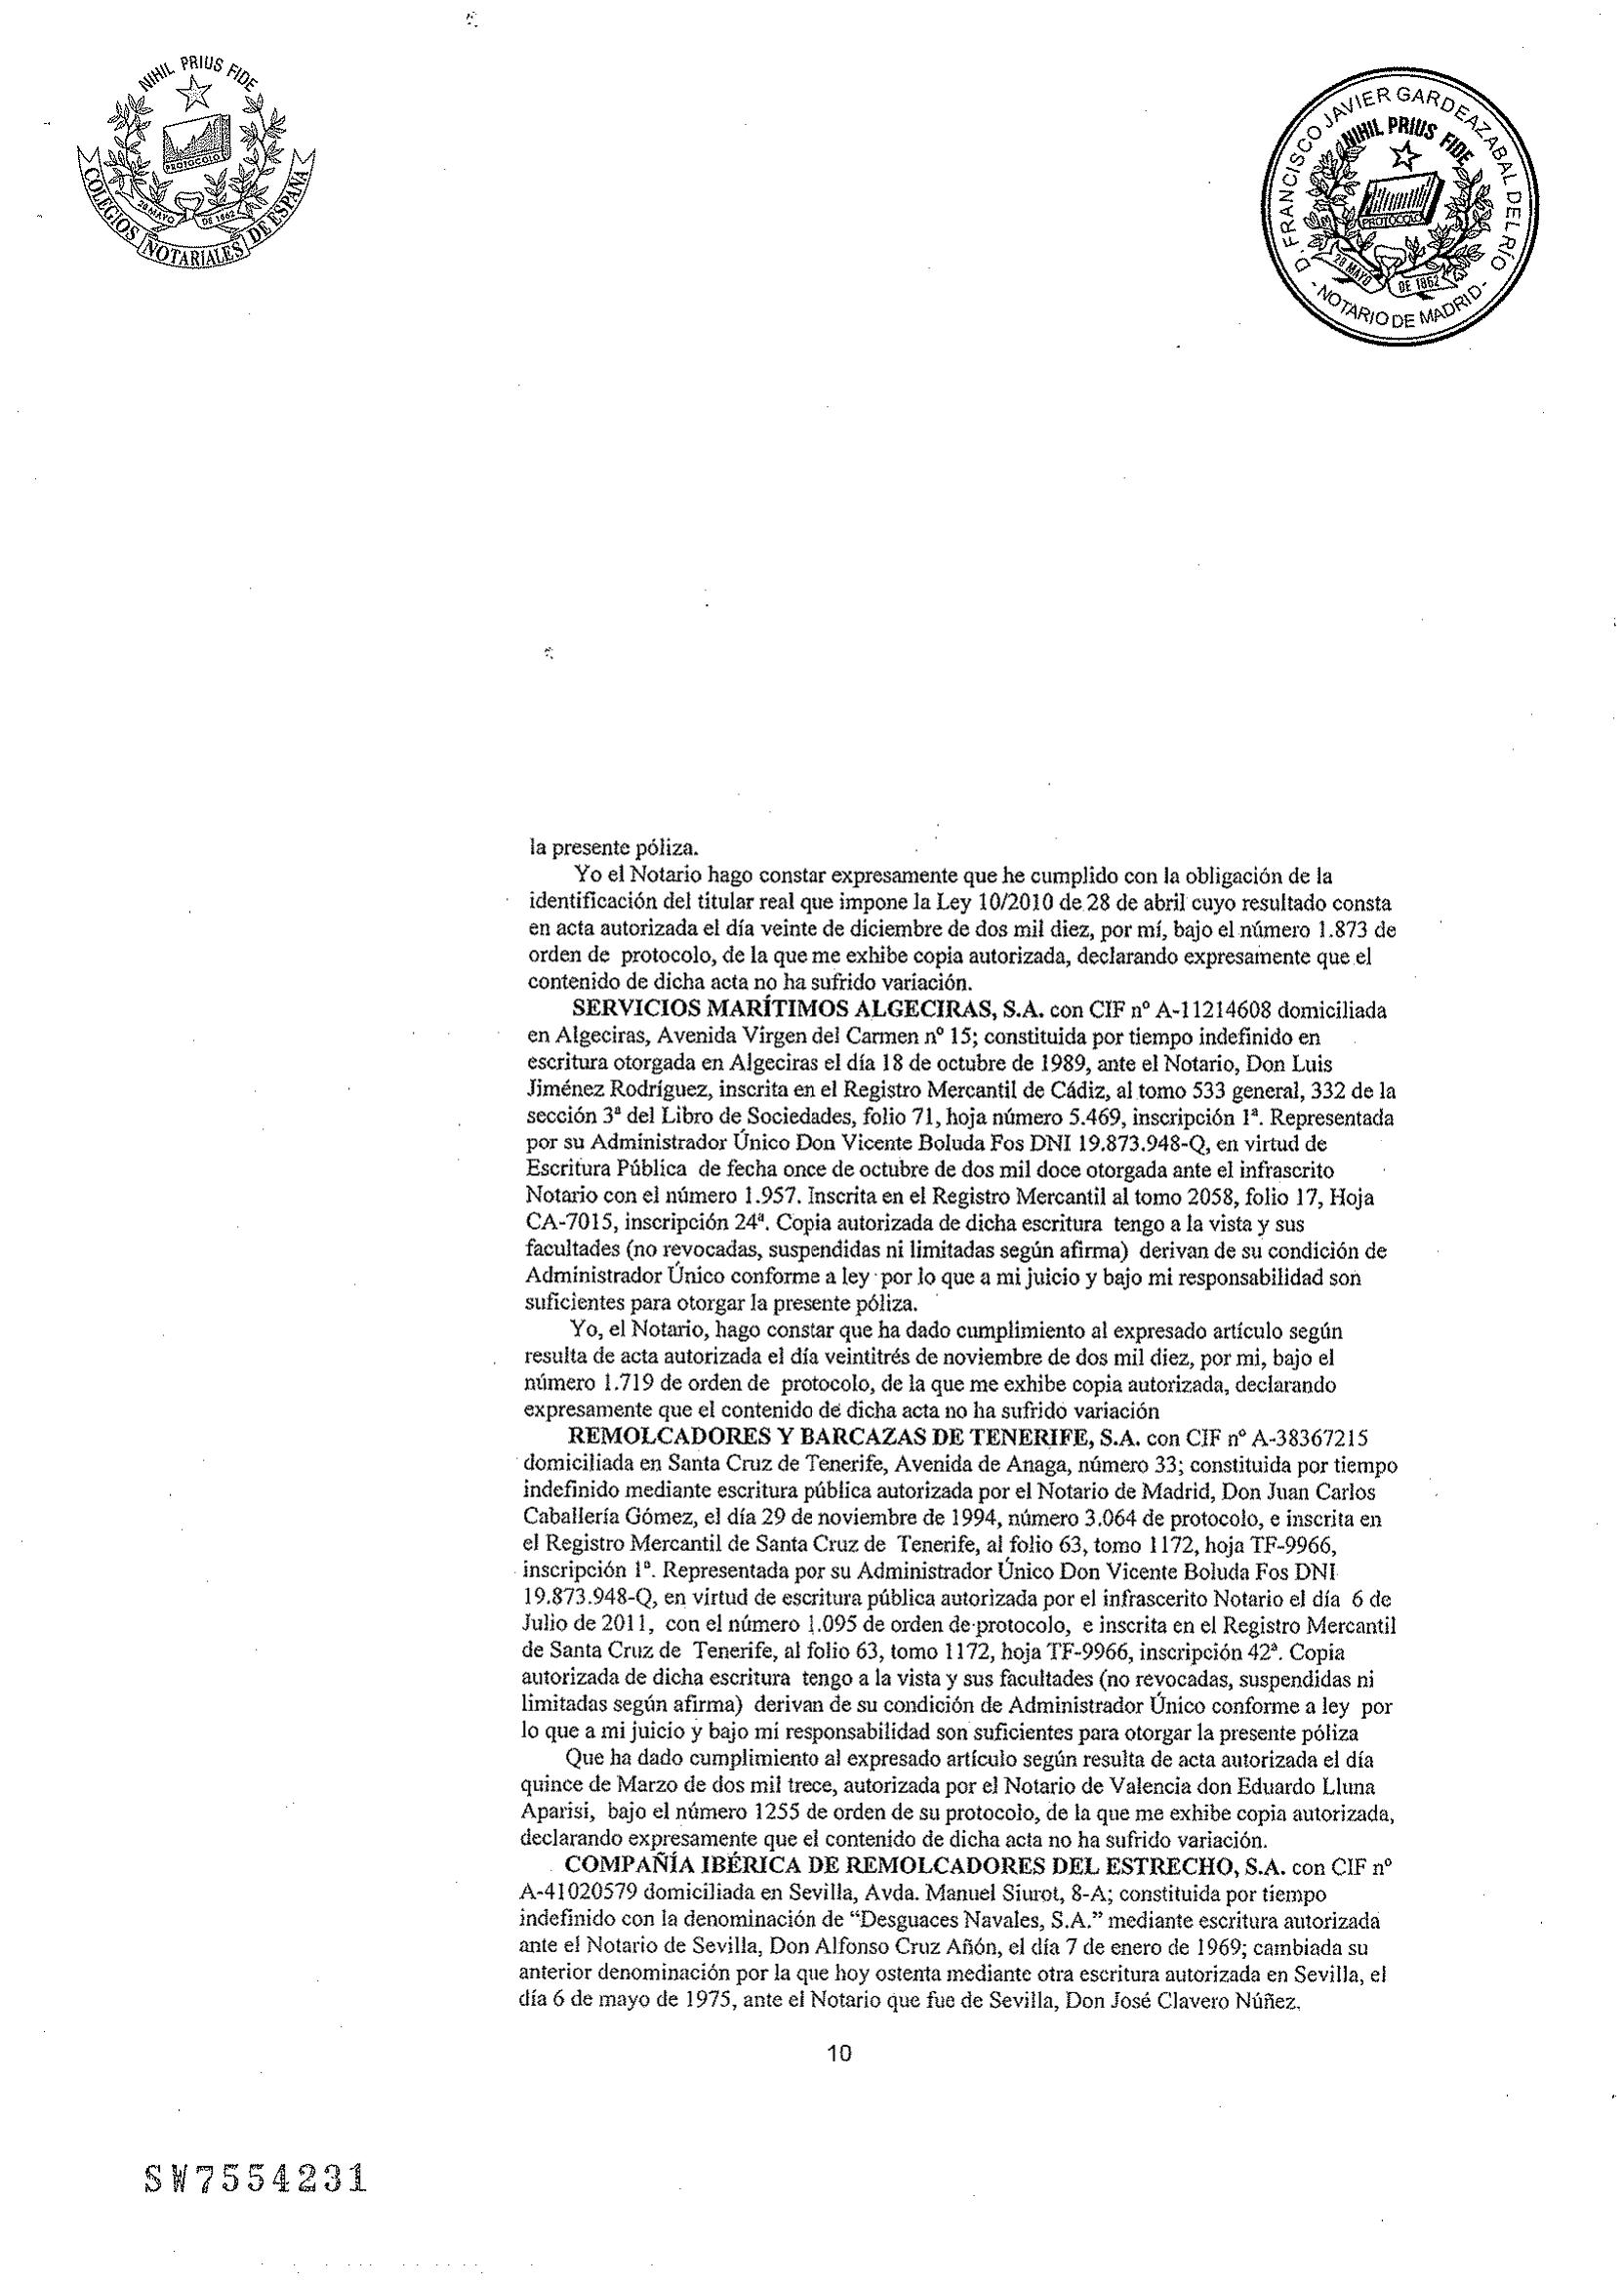 NIHIL PRIUS FIDE
PROTOCOLO
28 MAYO DE 1862
COLEGIOS NOTARIALES DE ESPAÑA
D. FRANCISCO JAVIER GARDEAZABAL DEL RÍO
NIHIL PRIUS FIDE
PROTOCOLO
28 MAYO DE 1862
- NOTARIO DE MADRID -
la presente póliza.
Yo el Notario hago constar expresamente que he cumplido con la obligación de la
identificación del titular real que impone la Ley 10/2010 de 28 de abril cuyo resultado consta
en acta autorizada el día veinte de diciembre de dos mil diez, por mí, bajo el número 1.873 de
orden de protocolo, de la que me exhibe copia autorizada, declarando expresamente que el
contenido de dicha acta no ha sufrido variación.
SERVICIOS MARÍTIMOS ALGECIRAS, S.A. con CIF nº A-11214608 domiciliada
en Algeciras, Avenida Virgen del Carmen nº 15; constituida por tiempo indefinido en
escritura otorgada en Algeciras el día 18 de octubre de 1989, ante el Notario, Don Luis
Jiménez Rodríguez, inscrita en el Registro Mercantil de Cádiz, al tomo 533 general, 332 de la
sección 3ª del Libro de Sociedades, folio 71, hoja número 5.469, inscripción 1ª. Representada
por su Administrador Único Don Vicente Boluda Fos DNI 19.873.948-Q, en virtud de
Escritura Pública de fecha once de octubre de dos mil doce otorgada ante el infrascrito
Notario con el número 1.957. Inscrita en el Registro Mercantil al tomo 2058, folio 17, Hoja
CA-7015, inscripción 24ª. Copia autorizada de dicha escritura tengo a la vista y sus
facultades (no revocadas, suspendidas ni limitadas según afirma) derivan de su condición de
Administrador Único conforme a ley por lo que a mi juicio y bajo mi responsabilidad son
suficientes para otorgar la presente póliza.
Yo, el Notario, hago constar que ha dado cumplimiento al expresado artículo según
resulta de acta autorizada el día veintitrés de noviembre de dos mil diez, por mi, bajo el
número 1.719 de orden de protocolo, de la que me exhibe copia autorizada, declarando
expresamente que el contenido de dicha acta no ha sufrido variación
REMOLCADORES Y BARCAZAS DE TENERIFE, S.A. con CIF nº A-38367215
domiciliada en Santa Cruz de Tenerife, Avenida de Anaga, número 33; constituida por tiempo
indefinido mediante escritura pública autorizada por el Notario de Madrid, Don Juan Carlos
Caballería Gómez, el día 29 de noviembre de 1994, número 3.064 de protocolo, e inscrita en
el Registro Mercantil de Santa Cruz de Tenerife, al folio 63, tomo 1172, hoja TF-9966,
inscripción 1ª. Representada por su Administrador Único Don Vicente Boluda Fos DNI
19.873.948-Q, en virtud de escritura pública autorizada por el infrascerito Notario el día 6 de
Julio de 2011, con el número 1.095 de orden de protocolo, e inscrita en el Registro Mercantil
de Santa Cruz de Tenerife, al folio 63, tomo 1172, hoja TF-9966, inscripción 42ª. Copia
autorizada de dicha escritura tengo a la vista y sus facultades (no revocadas, suspendidas ni
limitadas según afirma) derivan de su condición de Administrador Único conforme a ley por
lo que a mi juicio y bajo mi responsabilidad son suficientes para otorgar la presente póliza
Que ha dado cumplimiento al expresado artículo según resulta de acta autorizada el día
quince de Marzo de dos mil trece, autorizada por el Notario de Valencia don Eduardo Lluna
Aparisi, bajo el número 1255 de orden de su protocolo, de la que me exhibe copia autorizada,
declarando expresamente que el contenido de dicha acta no ha sufrido variación.
COMPAÑÍA IBÉRICA DE REMOLCADORES DEL ESTRECHO, S.A. con CIF nº
A-41020579 domiciliada en Sevilla, Avda. Manuel Siurot, 8-A; constituida por tiempo
indefinido con la denominación de “Desguaces Navales, S.A.” mediante escritura autorizada
ante el Notario de Sevilla, Don Alfonso Cruz Añón, el día 7 de enero de 1969; cambiada su
anterior denominación por la que hoy ostenta mediante otra escritura autorizada en Sevilla, el
día 6 de mayo de 1975, ante el Notario que fue de Sevilla, Don José Clavero Núñez.
10
SW7554231